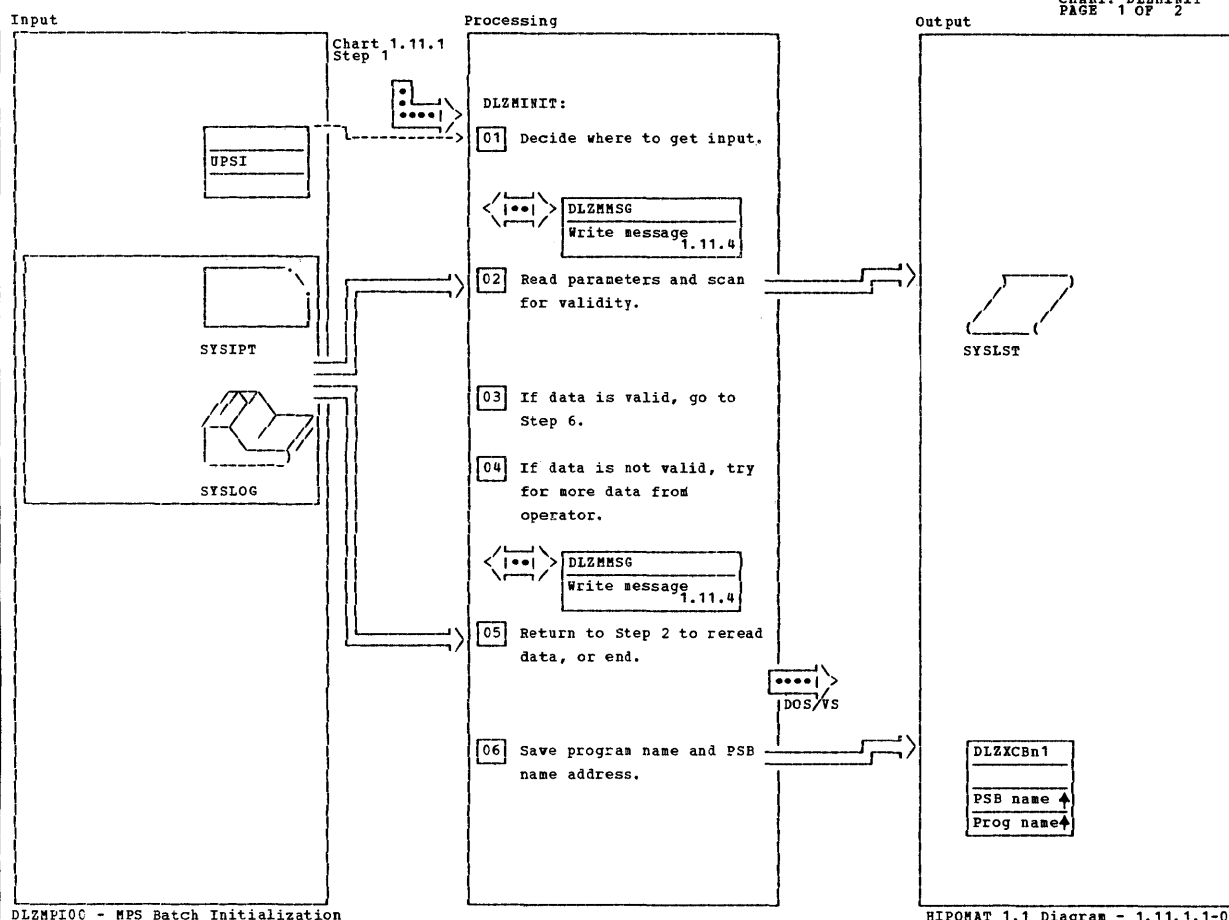 PAGE 1 OF 2
Input
Processing
Output
Chart 1.11.1
Step 1
DLZMINIT:
01 Decide where to get input.
UPSI
DLZMMSG
Write message
1.11.4
02 Read parameters and scan
for validity.
SYSIPT
SYSLST
03 If data is valid, go to
Step 6.
04 If data is not valid, try
for more data from
operator.
SYSLOG
DLZMMSG
Write message
1.11.4
05 Return to Step 2 to reread
data, or end.
DOS/VS
06 Save program name and PSB
name address.
DLZXCBn1
PSB name
Prog name
DLZMPI00 - MPS Batch Initialization
HIPOMAT 1.1 Diagram - 1.11.1.1-0